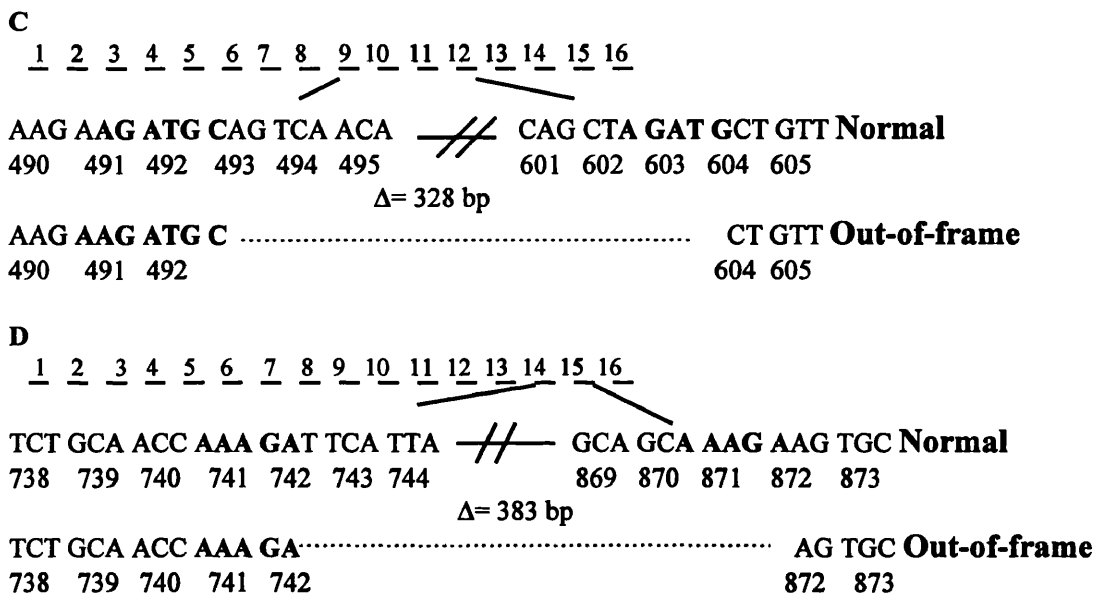 C
1 2 3 4 5 6 7 8 9 10 11 12 13 14 15 16
AAG AAG ATGC CAG TCA ACA CAG CTA GAT GCT GTT Normal
490 491 492 493 494 495 601 602 603 604 605
Δ= 328 bp
AAG AAG ATG C ........ CT GTT Out-of-frame
490 491 492 604 605
D
1 2 3 4 5 6 7 8 9 10 11 12 13 14 15 16
TCT GCA ACC AAA GAT TCA TTA GCA GCA AAG AAG TGC Normal
738 739 740 741 742 743 744 869 870 871 872 873
Δ= 383 bp
TCT GCA ACC AAA GA ........ AG TGC Out-of-frame
738 739 740 741 742 872 873